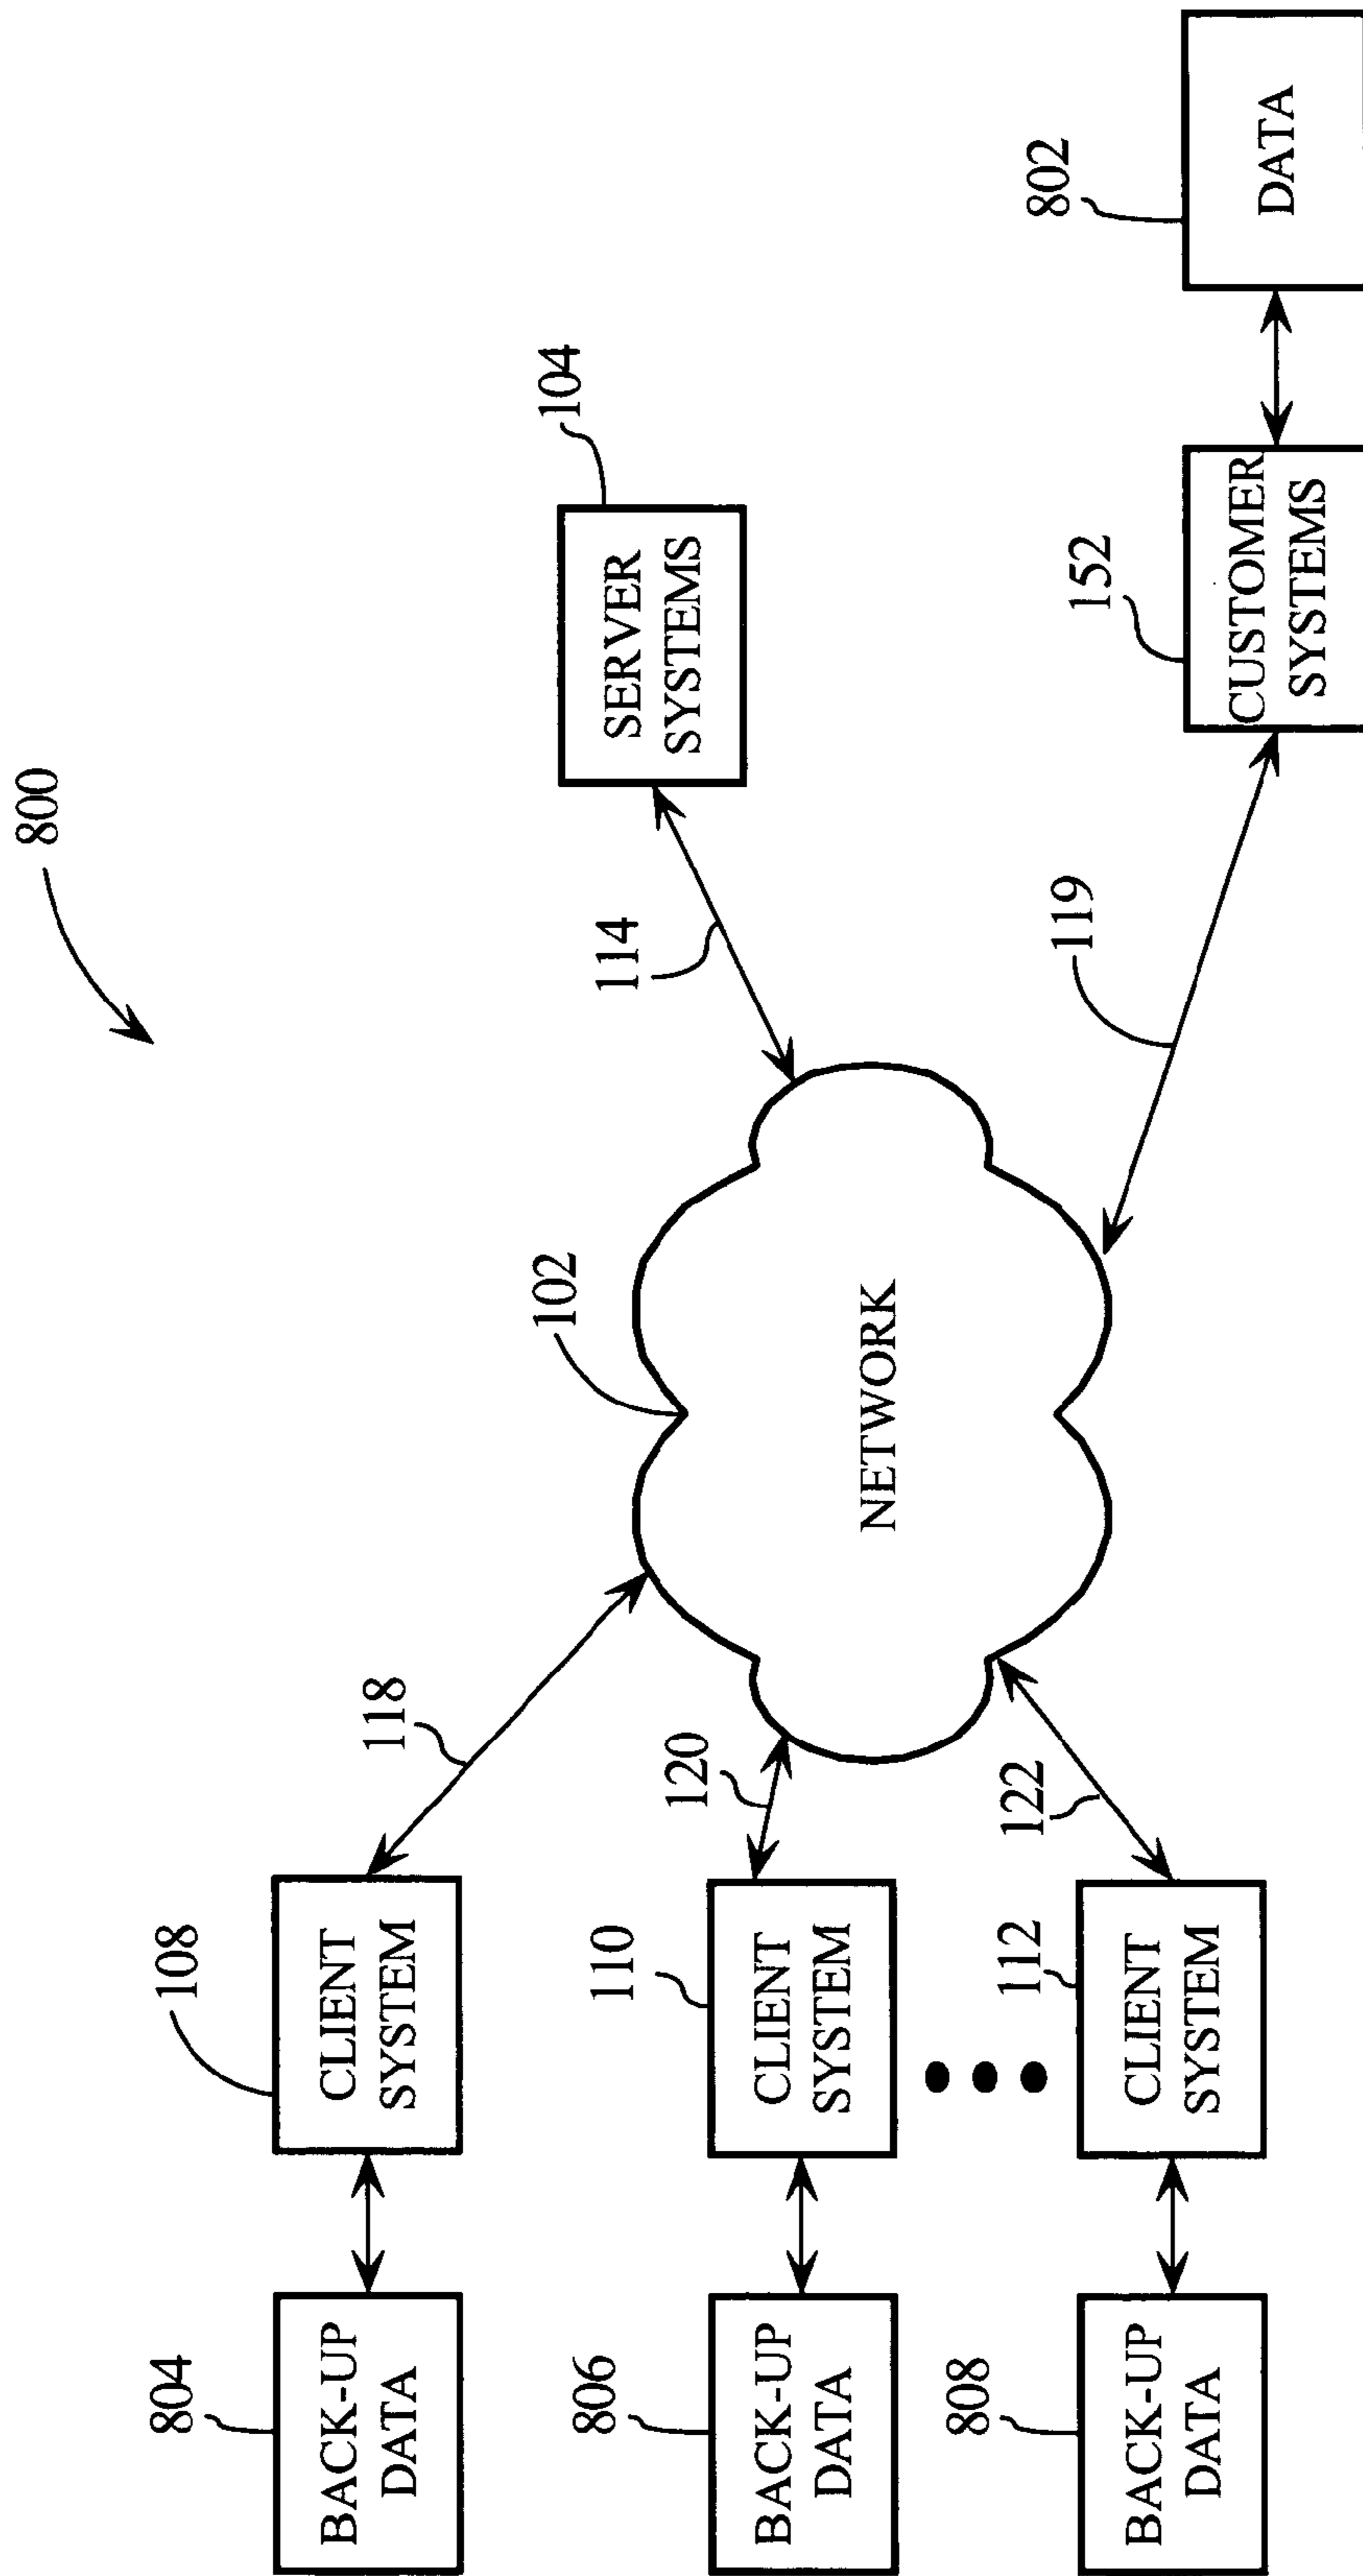 800
804
BACK-UP
DATA
108
CLIENT
SYSTEM
118
102
104
SERVER
SYSTEMS
114
806
BACK-UP
DATA
110
CLIENT
SYSTEM
120
NETWORK
808
BACK-UP
DATA
112
CLIENT
SYSTEM
122
119
152
CUSTOMER
SYSTEMS
802
DATA